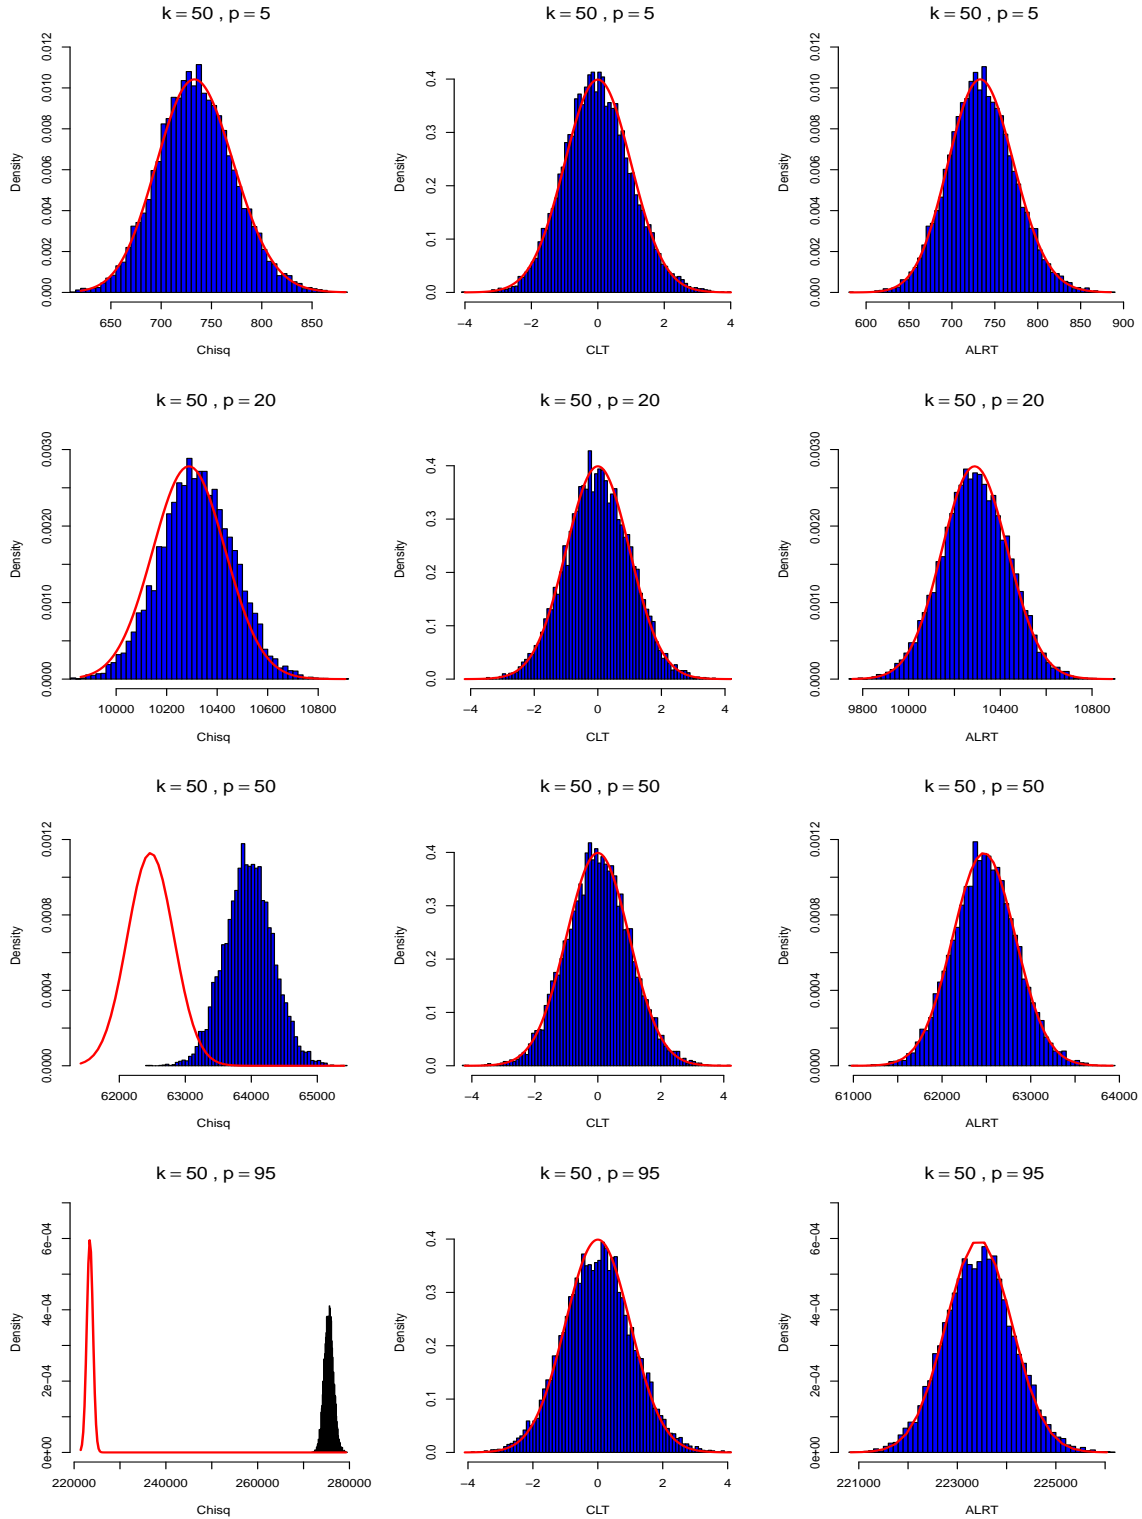 k = 50 , p = 5
k = 50 , p = 5
k = 50 , p = 5
Density
0.000 0.002 0.004 0.006 0.008 0.010 0.012
650 700 750 800 850
Chisq
Density
0.0 0.1 0.2 0.3 0.4
−4 −2 0 2 4
CLT
Density
0.000 0.002 0.004 0.006 0.008 0.010 0.012
600 650 700 750 800 850 900
ALRT
k = 50 , p = 20
k = 50 , p = 20
k = 50 , p = 20
Density
0.0000 0.0010 0.0020 0.0030
10000 10200 10400 10600 10800
Chisq
Density
0.0 0.1 0.2 0.3 0.4
−4 −2 0 2 4
CLT
Density
0.0000 0.0010 0.0020 0.0030
9800 10000 10400 10800
ALRT
k = 50 , p = 50
k = 50 , p = 50
k = 50 , p = 50
Density
0.0000 0.0004 0.0008 0.0012
62000 63000 64000 65000
Chisq
Density
0.0 0.1 0.2 0.3 0.4
−4 −2 0 2 4
CLT
Density
0.0000 0.0004 0.0008 0.0012
61000 62000 63000 64000
ALRT
k = 50 , p = 95
k = 50 , p = 95
k = 50 , p = 95
Density
0e+00 2e−04 4e−04 6e−04
220000 240000 260000 280000
Chisq
Density
0.0 0.1 0.2 0.3 0.4
−4 −2 0 2 4
CLT
Density
0e+00 2e−04 4e−04 6e−04
221000 223000 225000
ALRT